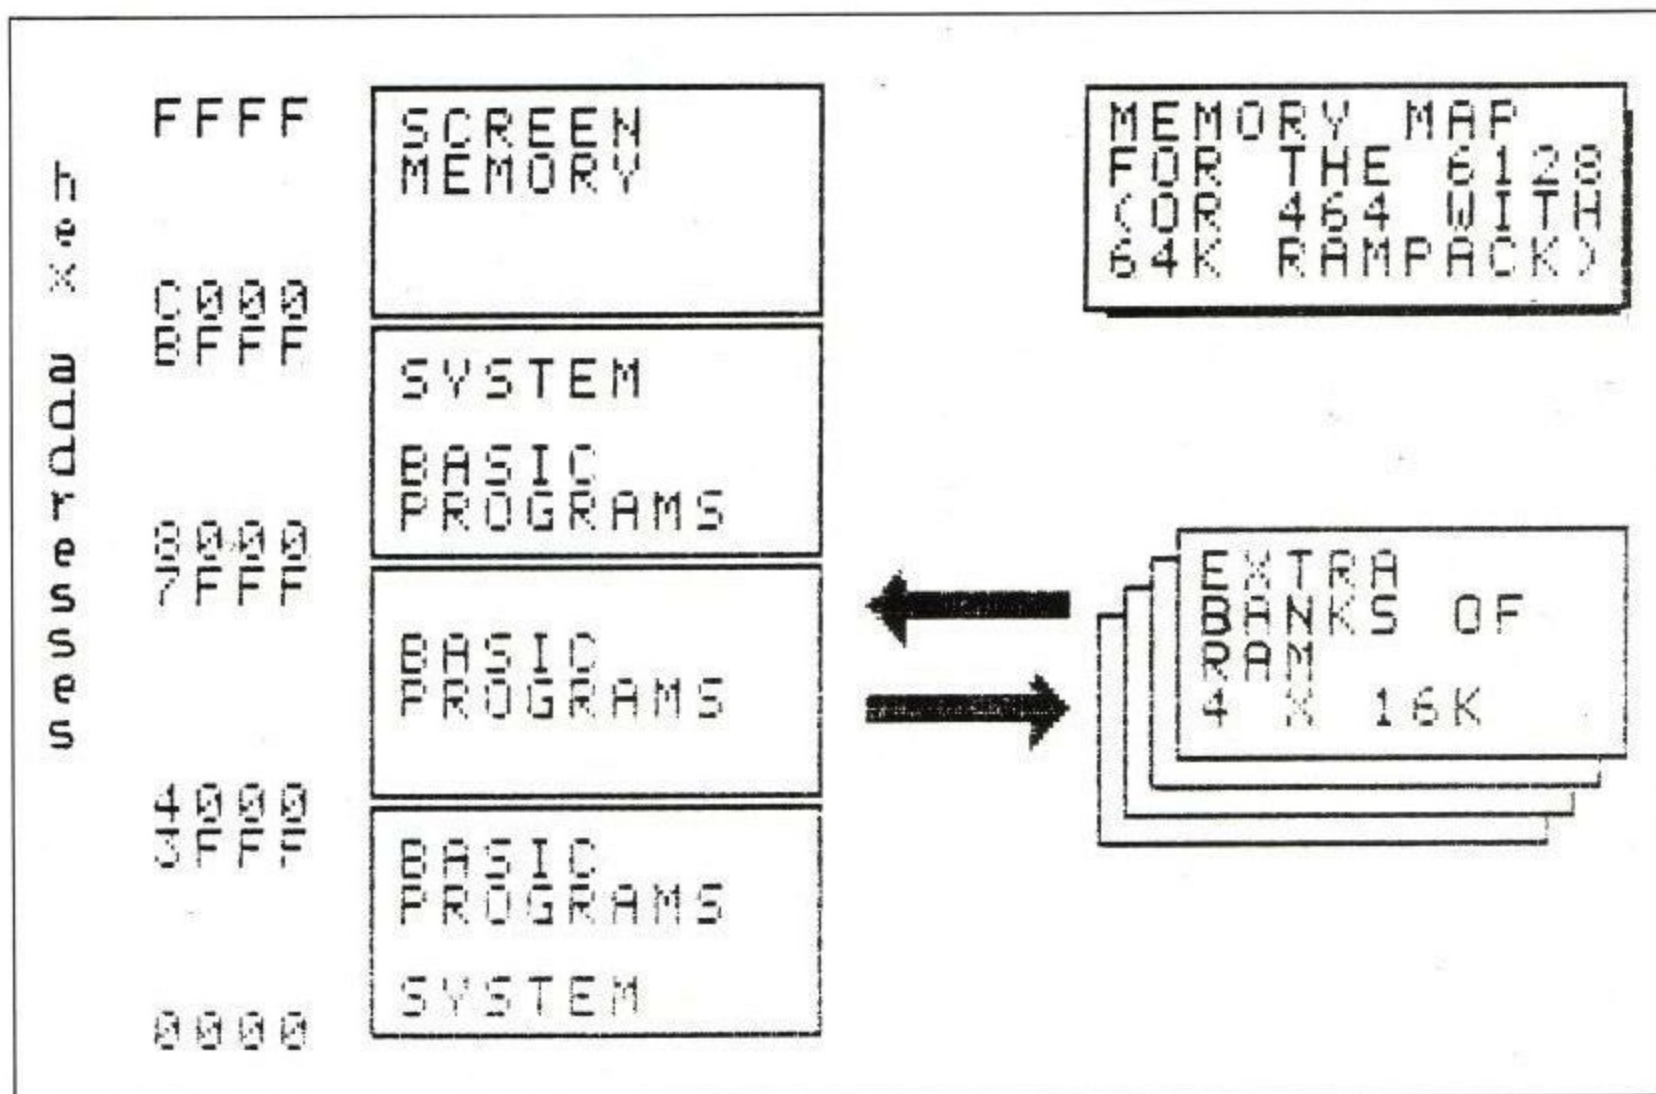 hex addresses
FFFF
C000
BFFF
8000
7FFF
4000
3FFF
0000
SCREEN
MEMORY
SYSTEM
BASIC
PROGRAMS
BASIC
PROGRAMS
BASIC
PROGRAMS
SYSTEM
MEMORY MAP
FOR THE 6128
(OR 464 WITH
64K RAMPACK)
EXTRA
BANKS OF
RAM
4 X 16K